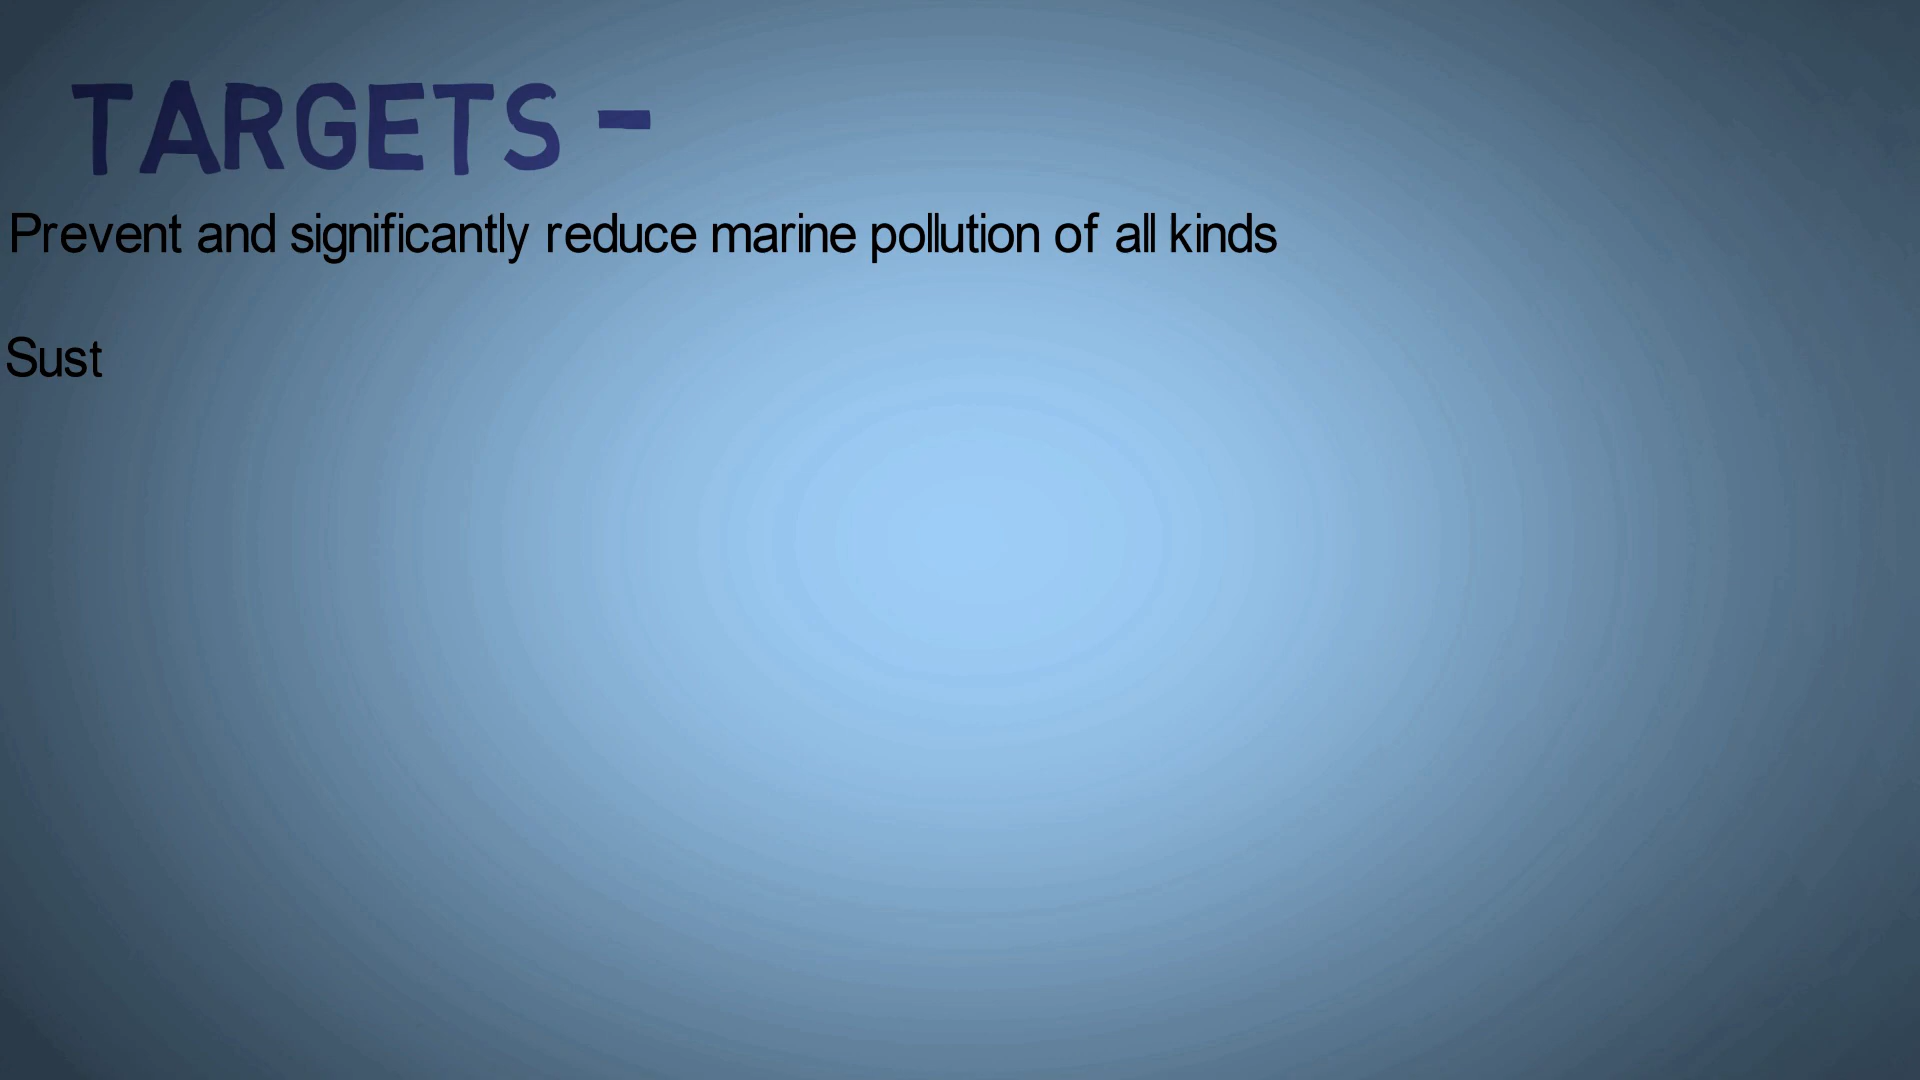 TARGETS -
Prevent and significantly reduce marine pollution of all kinds
Sust